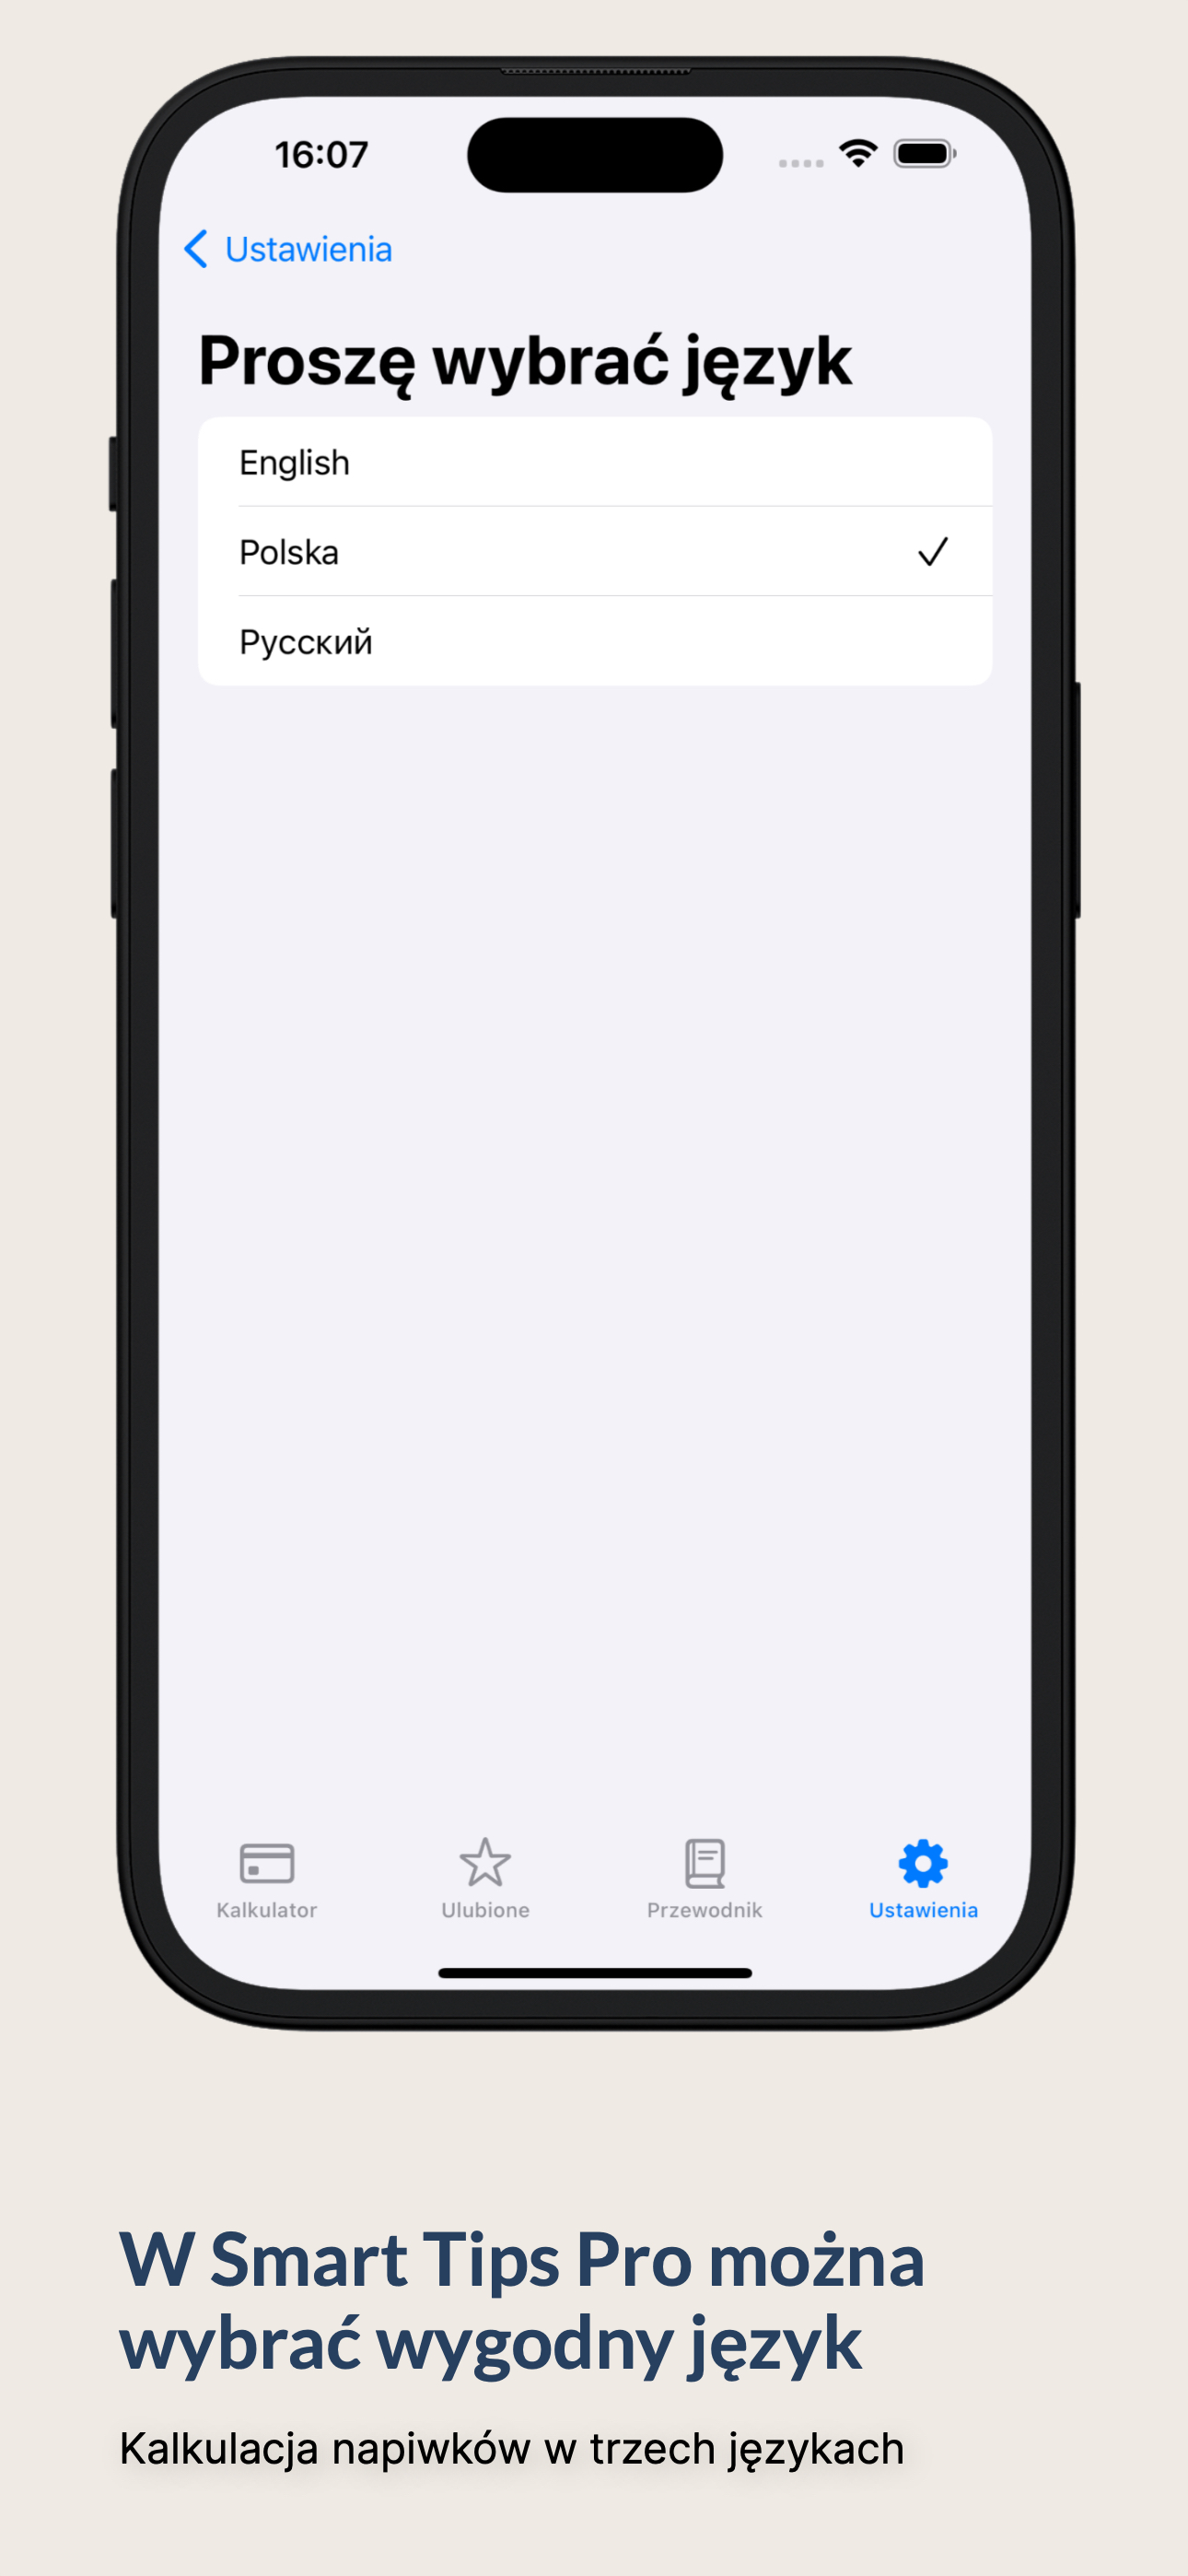 16:07
Ustawienia
Proszę wybrać język
English
Polska
Русский
Kalkulator
Ulubione
Przewodnik
Ustawienia
W Smart Tips Pro można
wybrać wygodny język
Kalkulacja napiwków w trzech językach